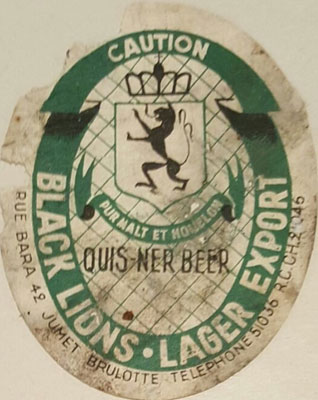 CAUTION
PUR MALT ET HOUBLON
QUIS-NER BEER
BLACK LIONS • LAGER EXPORT
RUE BARA 42 JUMET BRULOTTE TELEPHONE 51036 R.C.CH.